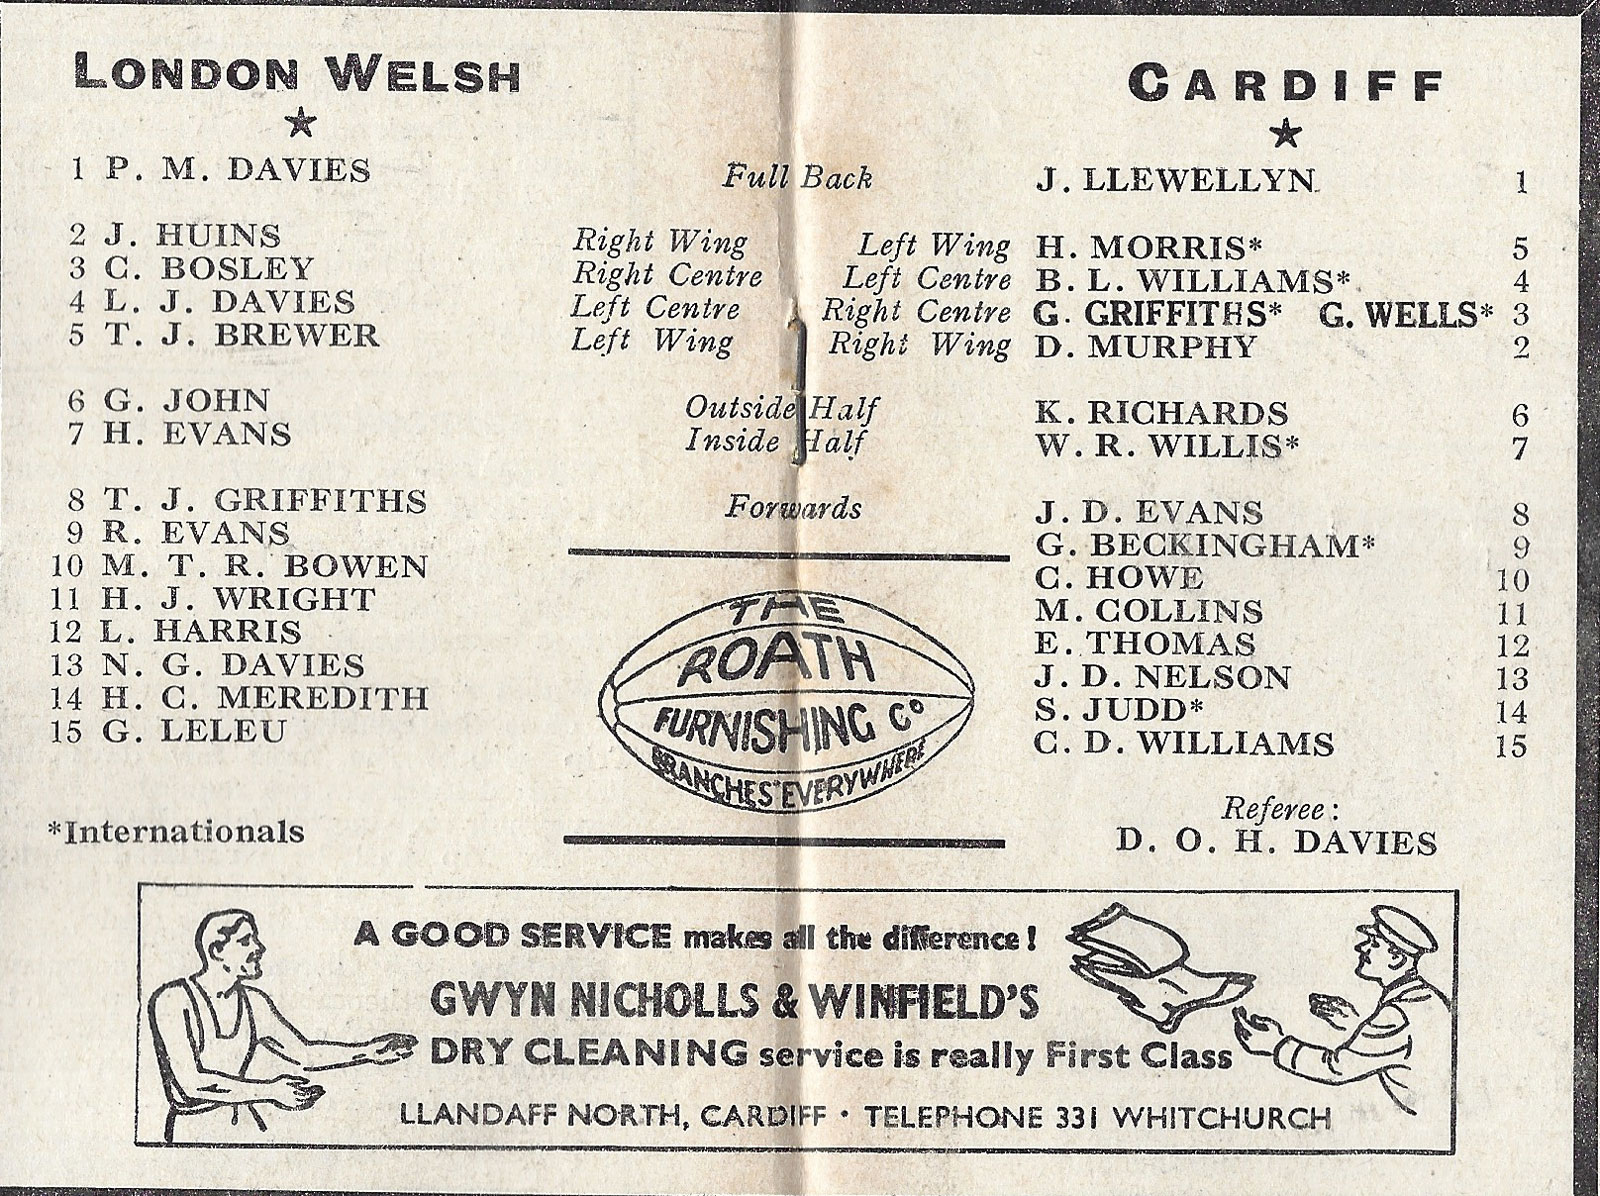 LONDON WELSH
CARDIFF
1 P. M. DAVIES Full Back J. LLEWELLYN 1
2 J. HUINS Right Wing Left Wing H. MORRIS* 5
3 C. BOSLEY Right Centre Left Centre B. L. WILLIAMS* 4
4 L. J. DAVIES Left Centre Right Centre G. GRIFFITHS* G. WELLS* 3
5 T. J. BREWER Left Wing Right Wing D. MURPHY 2
6 G. JOHN Outside Half K. RICHARDS 6
7 H. EVANS Inside Half W. R. WILLIS* 7
8 T. J. GRIFFITHS Forwards J. D. EVANS 8
9 R. EVANS G. BECKINGHAM* 9
10 M. T. R. BOWEN C. HOWE 10
11 H. J. WRIGHT M. COLLINS 11
12 L. HARRIS E. THOMAS 12
13 N. G. DAVIES J. D. NELSON 13
14 H. C. MEREDITH S. JUDD* 14
15 G. LELEU C. D. WILLIAMS 15
THE
ROATH
FURNISHING Co
BRANCHES EVERYWHERE
*Internationals
Referee:
D. O. H. DAVIES
A GOOD SERVICE makes all the difference!
GWYN NICHOLLS & WINFIELD'S
DRY CLEANING service is really First Class
LLANDAFF NORTH, CARDIFF · TELEPHONE 331 WHITCHURCH